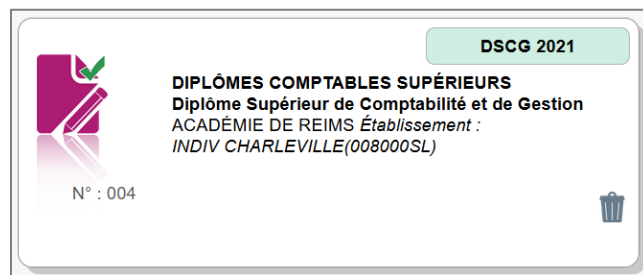 DSCG 2021
DIPLÔMES COMPTABLES SUPÉRIEURS
Diplôme Supérieur de Comptabilité et de Gestion
ACADÉMIE DE REIMS Établissement :
INDIV CHARLEVILLE(008000SL)
N° : 004